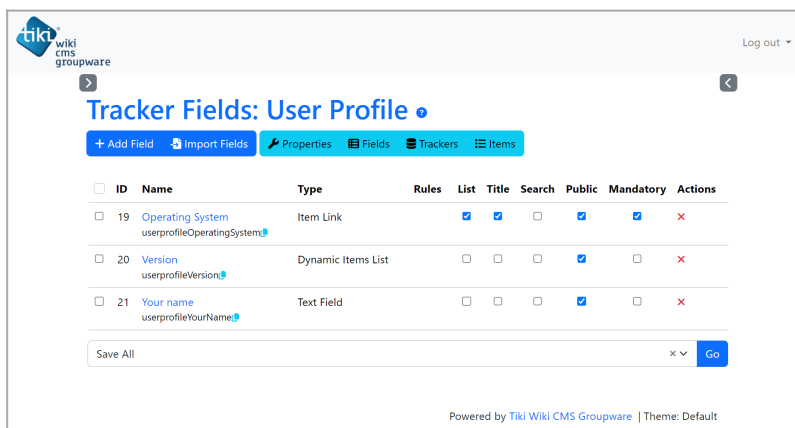 tiki
wiki
cms
groupware
Log out
Tracker Fields: User Profile
Add Field Import Fields Properties Fields Trackers Items
ID Name Type Rules List Title Search Public Mandatory Actions
19 Operating System Item Link
userprofileOperatingSystem
20 Version Dynamic Items List
userprofileVersion
21 Your name Text Field
userprofileYourName
Save All Go
Powered by Tiki Wiki CMS Groupware | Theme: Default